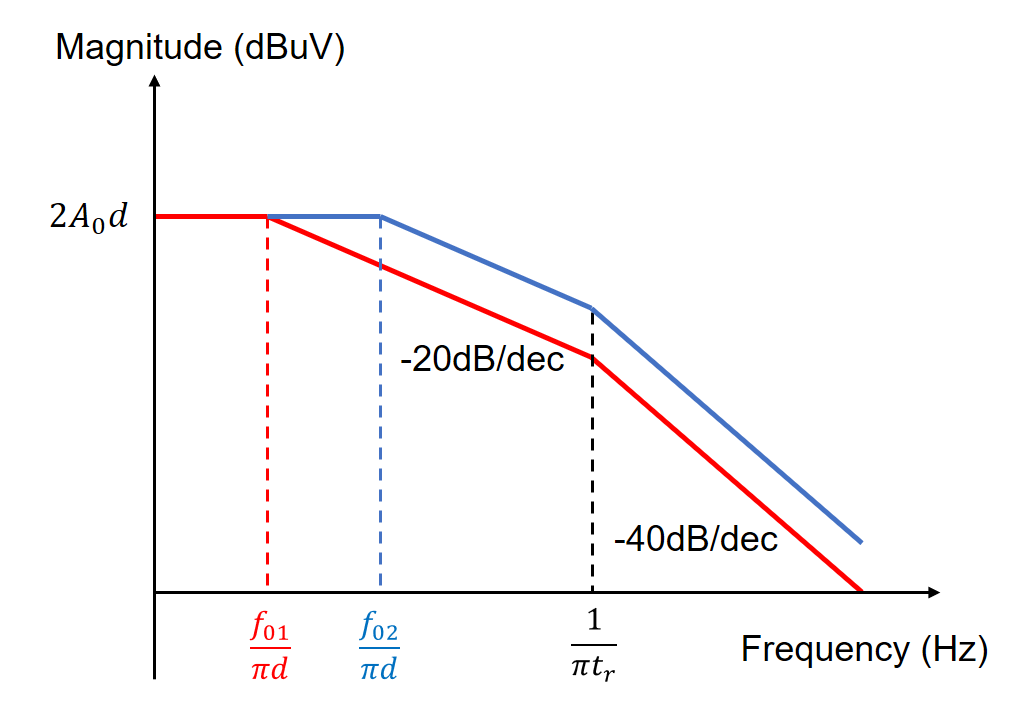 Magnitude (dBuV)
2A₀d
-20dB/dec
-40dB/dec
f₀₁/πd
f₀₂/πd
1/πtᵣ
Frequency (Hz)